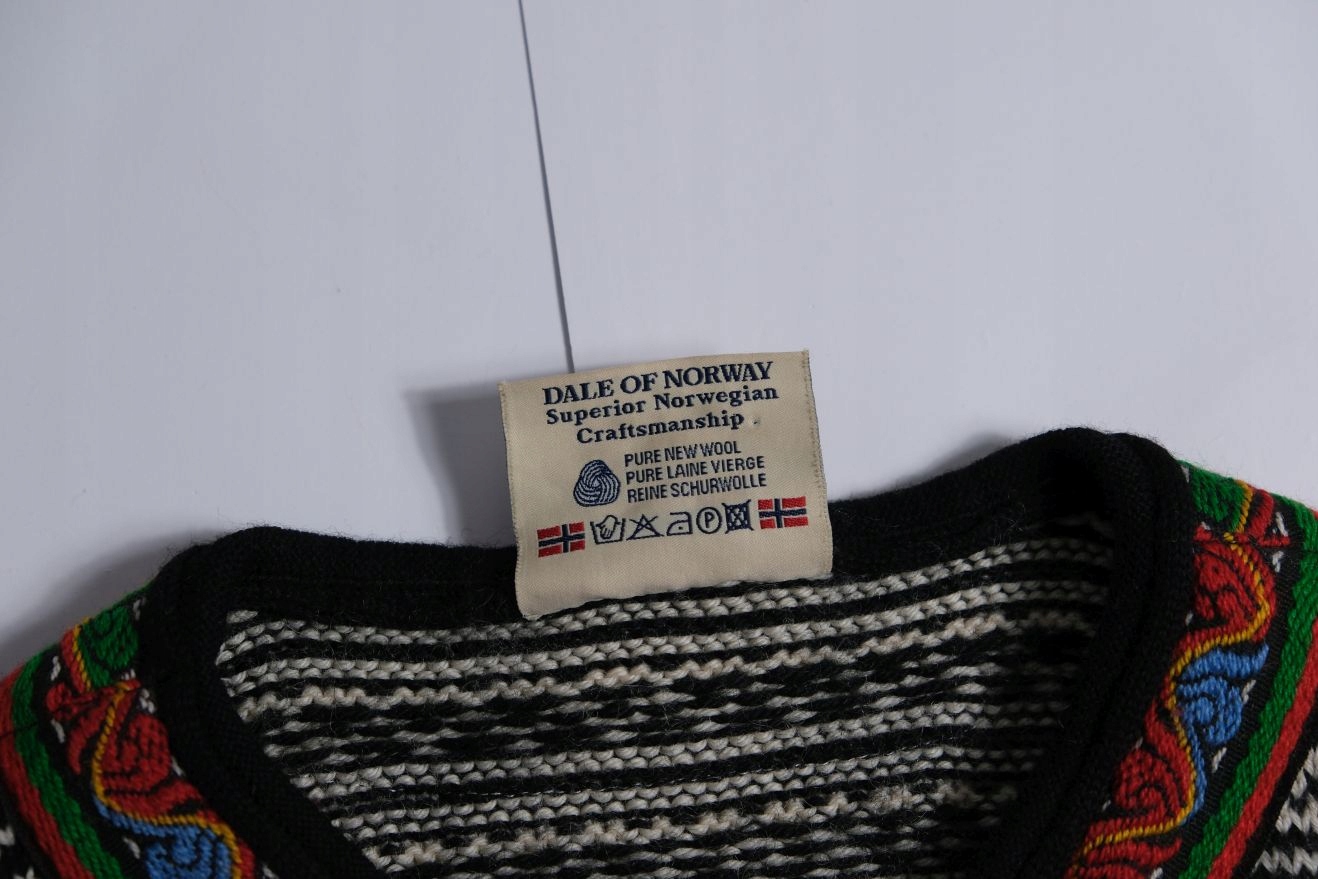 DALE OF NORWAY
Superior Norwegian
Craftsmanship
PURE NEW WOOL
PURE LAINE VIERGE
REINE SCHURWOLLE
P